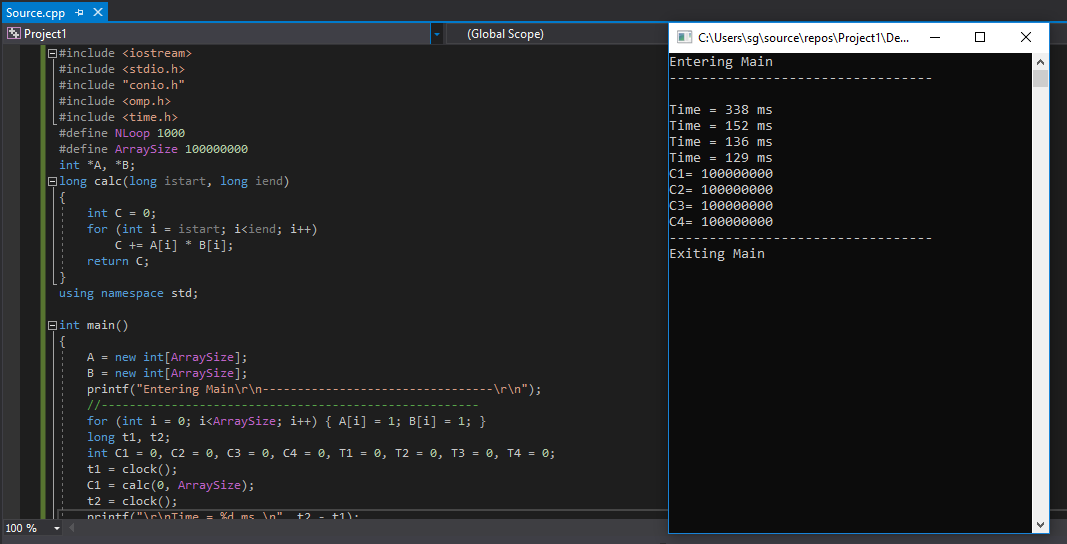 Source.cpp
Project1
(Global Scope)
#include <iostream>
#include <stdio.h>
#include "conio.h"
#include <omp.h>
#include <time.h>
#define NLoop 1000
#define ArraySize 100000000
int *A, *B;
long calc(long istart, long iend)
{
    int C = 0;
    for (int i = istart; i<iend; i++)
        C += A[i] * B[i];
    return C;
}
using namespace std;
int main()
{
    A = new int[ArraySize];
    B = new int[ArraySize];
    printf("Entering Main\r\n---------------------------------\r\n");
    //------------------------------------------------------
    for (int i = 0; i<ArraySize; i++) { A[i] = 1; B[i] = 1; }
    long t1, t2;
    int C1 = 0, C2 = 0, C3 = 0, C4 = 0, T1 = 0, T2 = 0, T3 = 0, T4 = 0;
    t1 = clock();
    C1 = calc(0, ArraySize);
    t2 = clock();
    printf("\r\nTime = %d ms \n", t2 - t1);
100 %
C:\Users\sg\source\repos\Project1\De...
Entering Main
---------------------------------
Time = 338 ms
Time = 152 ms
Time = 136 ms
Time = 129 ms
C1= 100000000
C2= 100000000
C3= 100000000
C4= 100000000
---------------------------------
Exiting Main